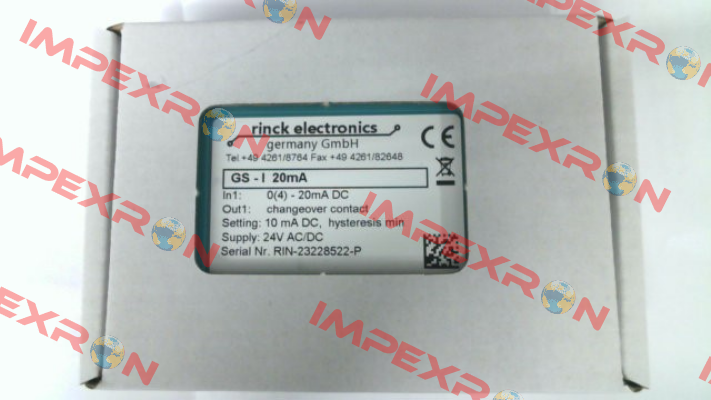 rinck electronics
germany GmbH
Tel.+49 4261/8764 Fax +49 4261/82648
GS - I 20mA
In1: 0(4) - 20mA DC
Out1: changeover contact
Setting: 10 mA DC, hysteresis min
Supply: 24V AC/DC
Serial Nr. RIN-23228522-P
CE
IMPEXRON
IMPEXRON
IMPEXRON
IMPEXRON
IMPEXRON
IMPEXRON
IMPEXRON
IMPEXRON